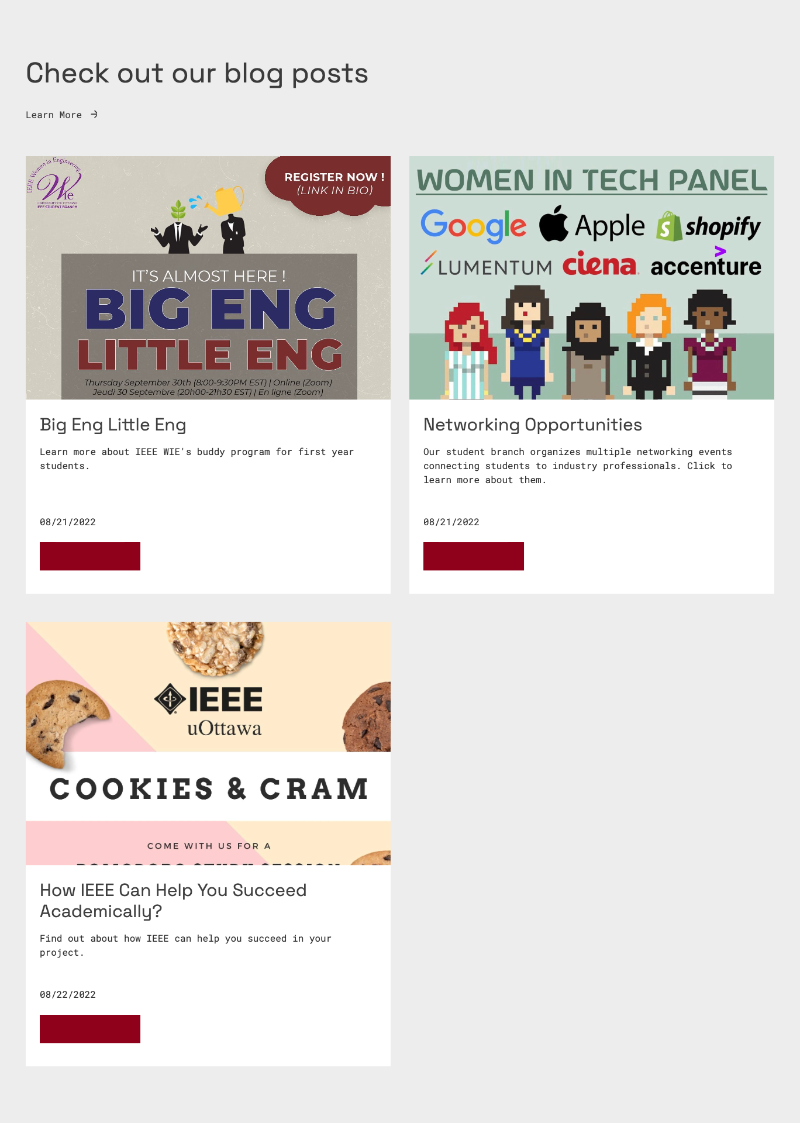 Check out our blog posts
Learn More
IEEE Women in Engineering
Wie
REGISTER NOW !
(LINK IN BIO)
IT'S ALMOST HERE !
BIG ENG
LITTLE ENG
Thursday September 30th (8:00-9:30PM EST) | Online (Zoom)
Jeudi 30 Septembre (20h00-21h30 EST) | En ligne (Zoom)
Big Eng Little Eng
Learn more about IEEE WIE's buddy program for first year
students.
08/21/2022
WOMEN IN TECH PANEL
Google Apple shopify
LUMENTUM ciena accenture
Networking Opportunities
Our student branch organizes multiple networking events
connecting students to industry professionals. Click to
learn more about them.
08/21/2022
IEEE
uOttawa
COOKIES & CRAM
COME WITH US FOR A
How IEEE Can Help You Succeed
Academically?
Find out about how IEEE can help you succeed in your
project.
08/22/2022